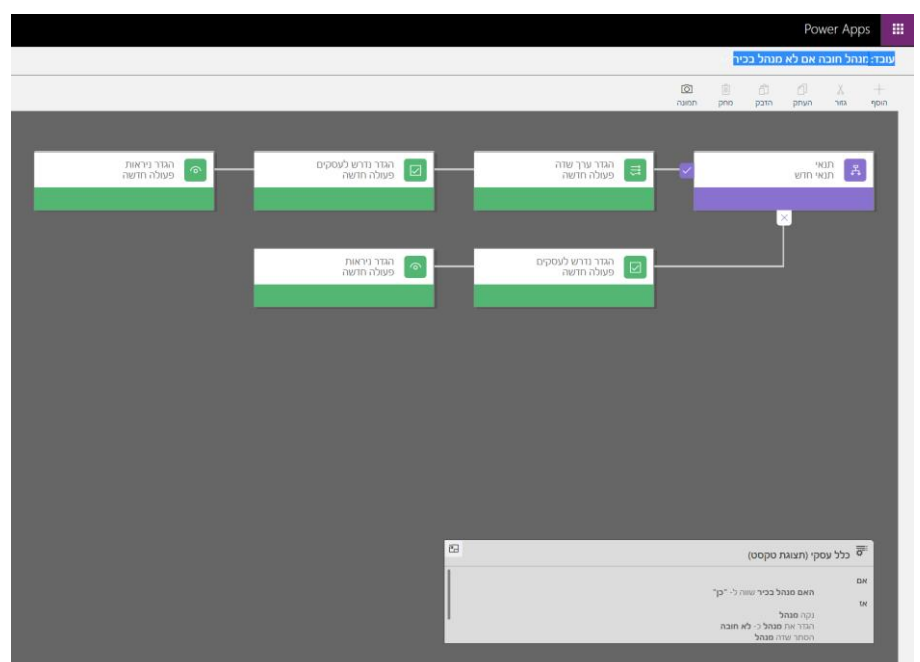 Power Apps
עובד: מנהל חובה אם לא מנהל בכיר
הוסף
גזור
העתק
הדבק
מחק
תמונה
תנאי
תנאי חדש
הגדר ערך שדה
פעולה חדשה
הגדר נדרש לעסקים
פעולה חדשה
הגדר ניראות
פעולה חדשה
הגדר נדרש לעסקים
פעולה חדשה
הגדר ניראות
פעולה חדשה
כלל עסקי (תצוגת טקסט)
אם
האם מנהל בכיר שווה ל- "כן"
אז
נקה מנהל
הגדר את מנהל כ- לא חובה
הסתר שדה מנהל